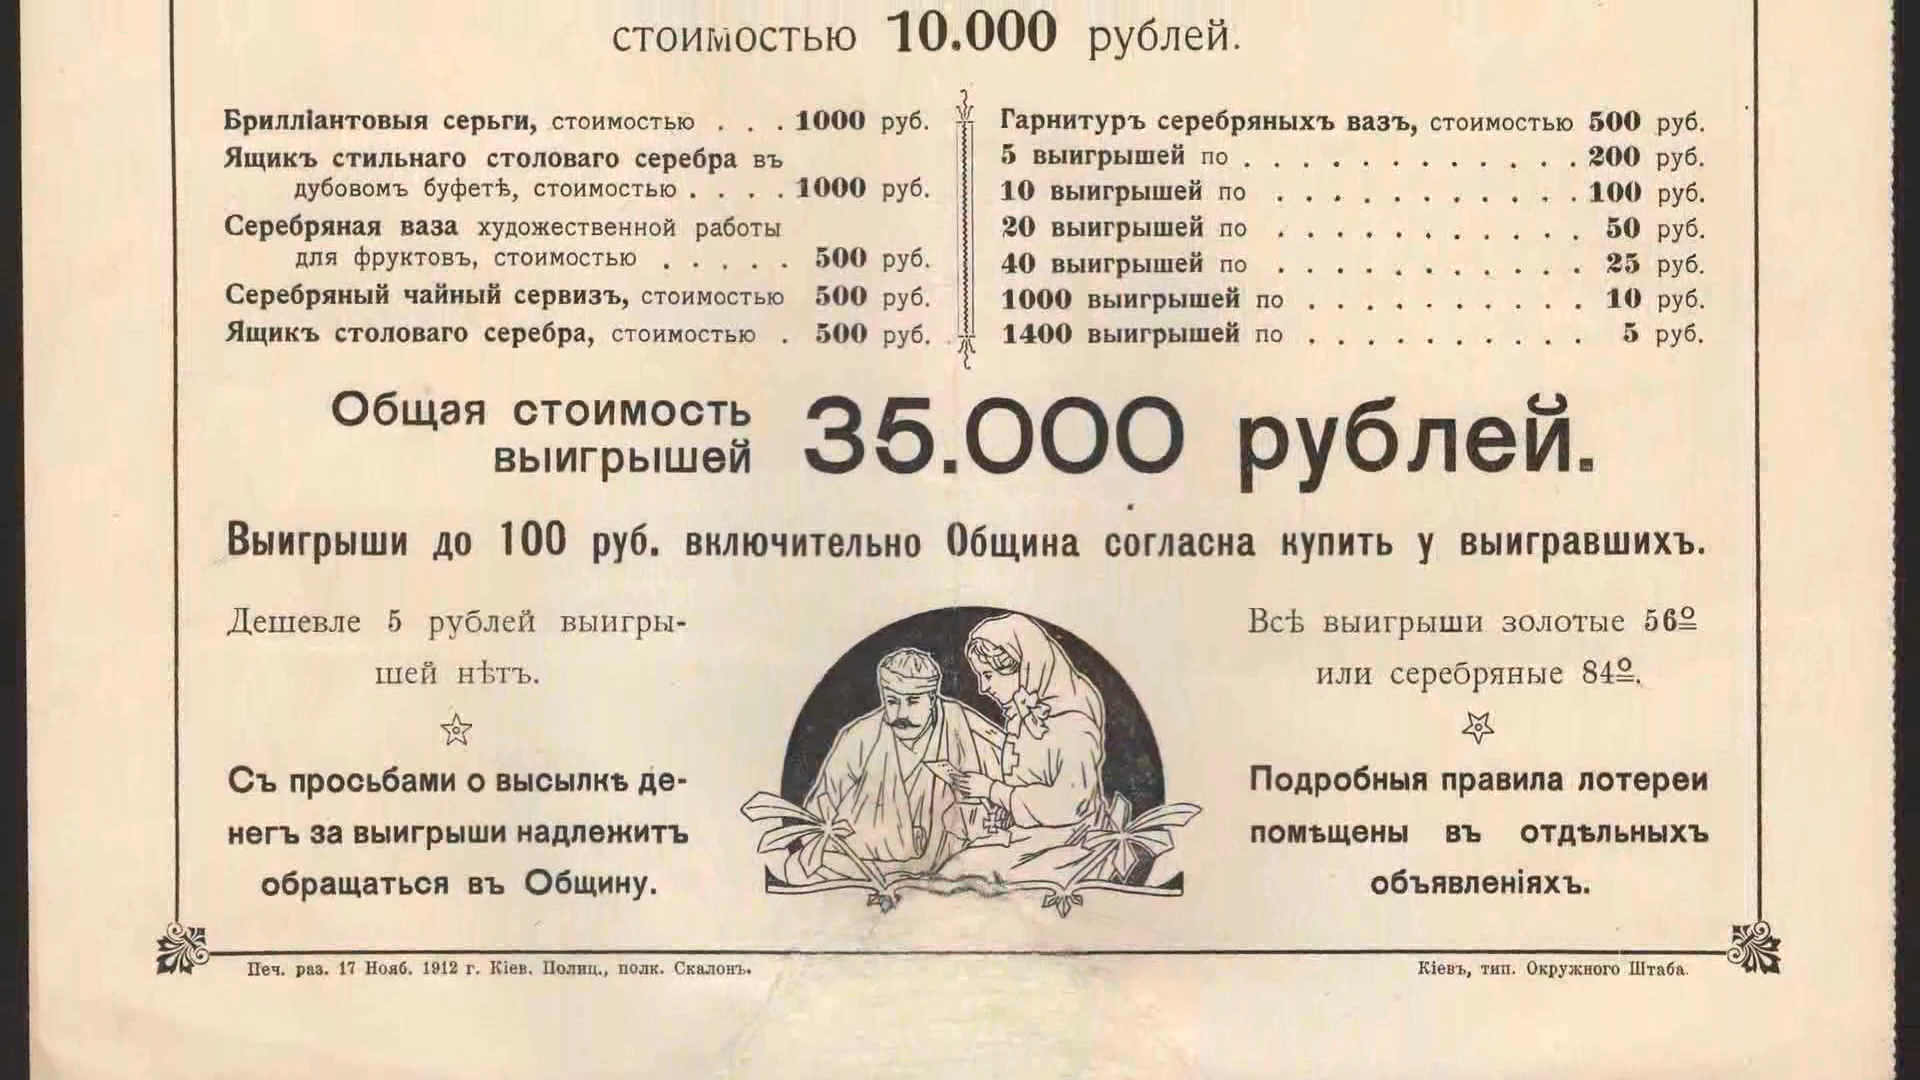 стоимостью 10.000 рублей.
Брилліантовыя серьги, стоимостью . . . 1000 руб.
Ящикъ стильнаго столоваго серебра въ
дубовомъ буфетѣ, стоимостью . . . . 1000 руб.
Серебряная ваза художественной работы
для фруктовъ, стоимостью . . . . . 500 руб.
Серебряный чайный сервизъ, стоимостью 500 руб.
Ящикъ столоваго серебра, стоимостью . 500 руб.
Гарнитуръ серебряныхъ вазъ, стоимостью 500 руб.
5 выигрышей по . . . . . . . . . . . . . 200 руб.
10 выигрышей по . . . . . . . . . . . 100 руб.
20 выигрышей по . . . . . . . . . . . 50 руб.
40 выигрышей по . . . . . . . . . . . 25 руб.
1000 выигрышей по . . . . . . . . . . 10 руб.
1400 выигрышей по . . . . . . . . . . 5 руб.
Общая стоимость
выигрышей 35.000 рублей.
Выигрыши до 100 руб. включительно Община согласна купить у выигравшихъ.
Дешевле 5 рублей выигры-
шей нѣтъ.
Съ просьбами о высылкѣ де-
негъ за выигрыши надлежитъ
обращаться въ Общину.
Всѣ выигрыши золотые 56º
или серебряные 84º.
Подробныя правила лотереи
помѣщены въ отдѣльныхъ
объявленіяхъ.
Печ. раз. 17 Нояб. 1912 г. Кіев. Полиц., полк. Скалонъ.
Кіевъ, тип. Окружного Штаба.